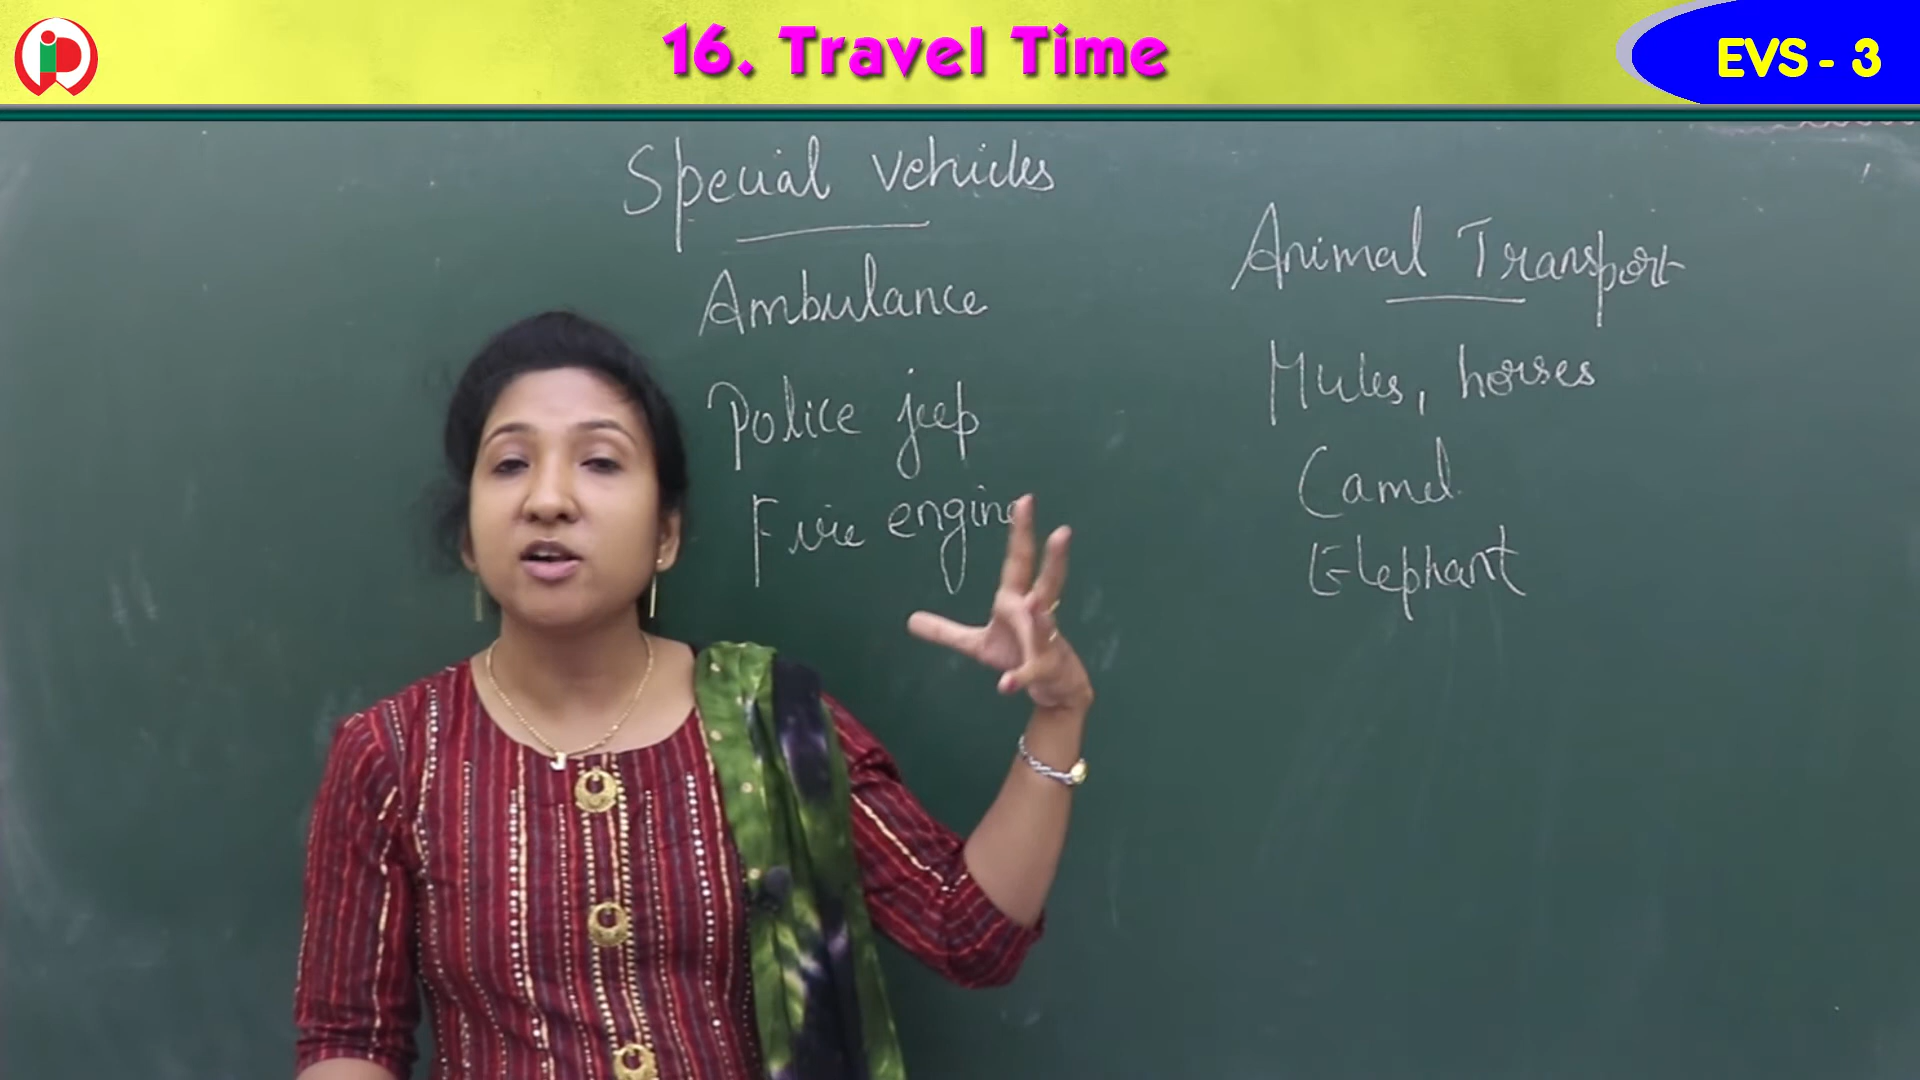 16. Travel Time
EVS - 3
Special vehicles
Ambulance
Police jeep
Fire engine
Animal Transport
Mules, horses
Camel
Elephant